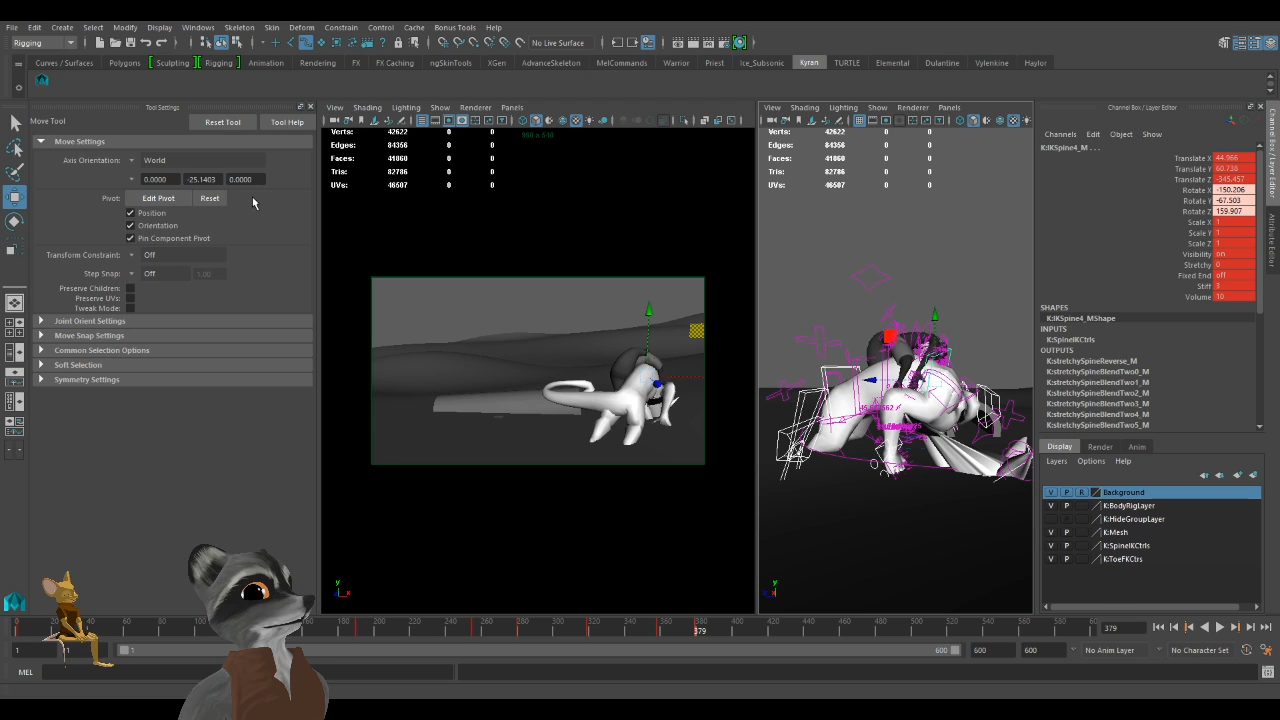 File Edit Create Select Modify Display Windows Skeleton Skin Deform Constrain Control Cache Bonus Tools Help
Rigging No Live Surface
Curves / Surfaces Polygons Sculpting Rigging Animation Rendering FX FX Caching ngSkinTools XGen AdvanceSkeleton MelCommands Warrior Priest Ice_Subsonic Kyran TURTLE Elemental Dulantine Vylenkine Haylor
Tool Settings
Move Tool Reset Tool Tool Help
Move Settings
Axis Orientation: World
0.0000 -25.1403 0.0000
Pivot: Edit Pivot Reset
Position
Orientation
Pin Component Pivot
Transform Constraint: Off
Step Snap: Off 1.00
Preserve Children:
Preserve UVs:
Tweak Mode:
Joint Orient Settings
Move Snap Settings
Common Selection Options
Soft Selection
Symmetry Settings
View Shading Lighting Show Renderer Panels
Verts: 42622 0 0
Edges: 84356 0 0
Faces: 41860 0 0
Tris: 82786 0 0
UVs: 46507 0 0
960 x 540
y
x
View Shading Lighting Show Renderer Panels
Verts: 42622 0 0
Edges: 84356 0 0
Faces: 41860 0 0
Tris: 82786 0 0
UVs: 46507 0 0
y
Channel Box / Layer Editor
Channels Edit Object Show
K:IKSpine4_M . . .
Translate X 44.966
Translate Y 60.738
Translate Z -345.457
Rotate X -150.206
Rotate Y -67.503
Rotate Z 159.907
Scale X 1
Scale Y 1
Scale Z 1
Visibility on
Stretchy 0
Fixed End off
Stiff 3
Volume 10
SHAPES
K:IKSpine4_MShape
INPUTS
K:SpineIKCtrls
OUTPUTS
K:stretchySpineReverse_M
K:stretchySpineBlendTwo0_M
K:stretchySpineBlendTwo1_M
K:stretchySpineBlendTwo2_M
K:stretchySpineBlendTwo3_M
K:stretchySpineBlendTwo4_M
K:stretchySpineBlendTwo5_M
Display Render Anim
Layers Options Help
V P R Background
V P K:BodyRigLayer
K:HideGroupLayer
V P K:Mesh
V P K:SpineIKCtrls
V P K:ToeFKCtrs
Channel Box / Layer Editor
Attribute Editor
0 20 40 60 80 100 120 140 160 180 200 220 240 260 280 300 320 340 360 380 400 420 440 460 480 500 520 540 560 580
379
379
1 1 600 600 600 No Anim Layer No Character Set
MEL